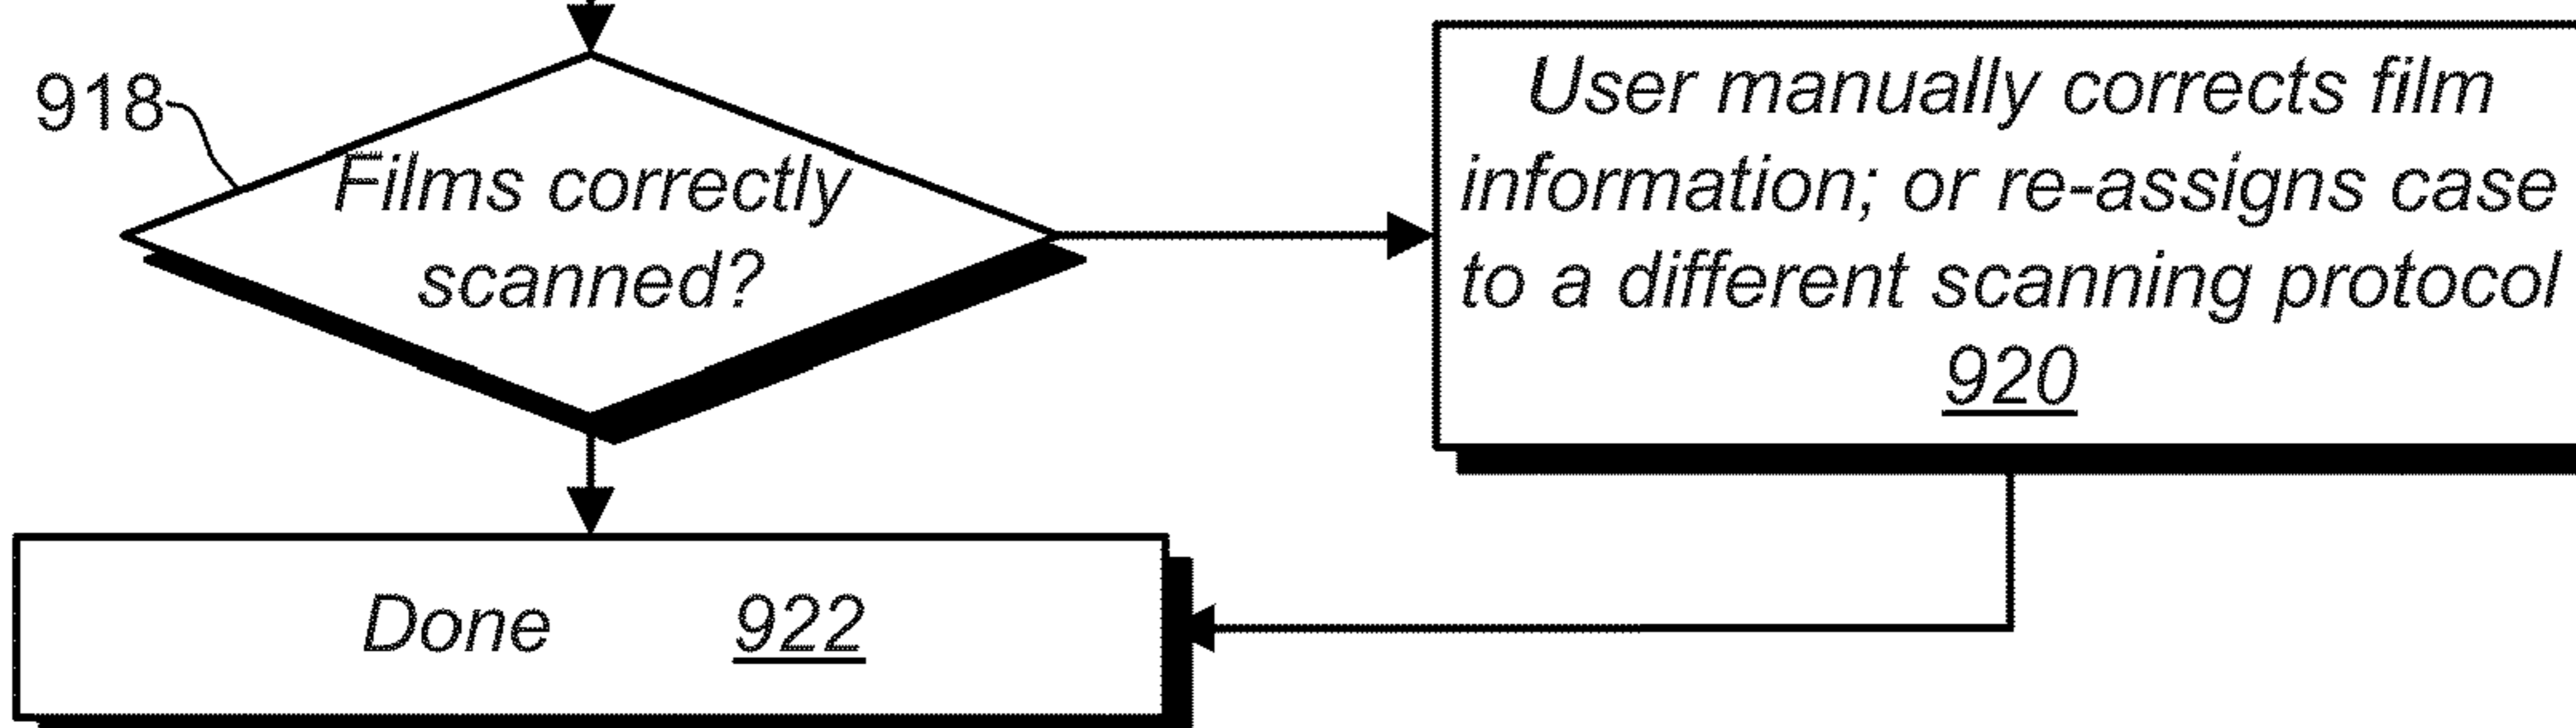 918
Films correctly
scanned?
User manually corrects film
information; or re-assigns case
to a different scanning protocol
920
Done 922